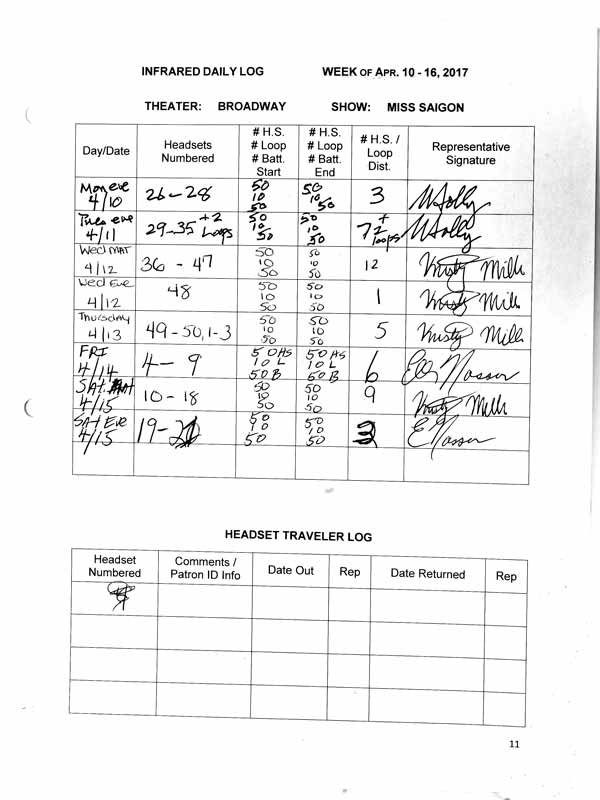 INFRARED DAILY LOG WEEK OF APR. 10 - 16, 2017
THEATER: BROADWAY SHOW: MISS SAIGON
Day/Date Headsets Numbered # H.S. # Loop # Batt. Start # H.S. # Loop # Batt. End # H.S. / Loop Dist. Representative Signature
Mon eve 4/10 26 - 28 50 10 50 50 10 50 3
Tues eve 4/11 29-35 +2 Loops 50 10 50 50 10 50 7 + 2 loops
Wed MAT 4/12 36 - 47 50 10 50 50 10 50 12 Kristy Mills
Wed Eve 4/12 48 50 10 50 50 10 50 1 Kristy Mills
Thursday 4/13 49 - 50, 1-3 50 10 50 50 10 50 5 Kristy Mills
FRI 4/14 4 - 9 50 HS 10 L 50 B 50 HS 10 L 50 B 6 Nasser
SAT. MAT 4/15 10 - 18 50 10 50 50 10 50 9 Kristy Mills
SAT EVE 4/15 19- 50 10 50 50 10 50 E Nasser
HEADSET TRAVELER LOG
Headset Numbered Comments / Patron ID Info Date Out Rep Date Returned Rep
11